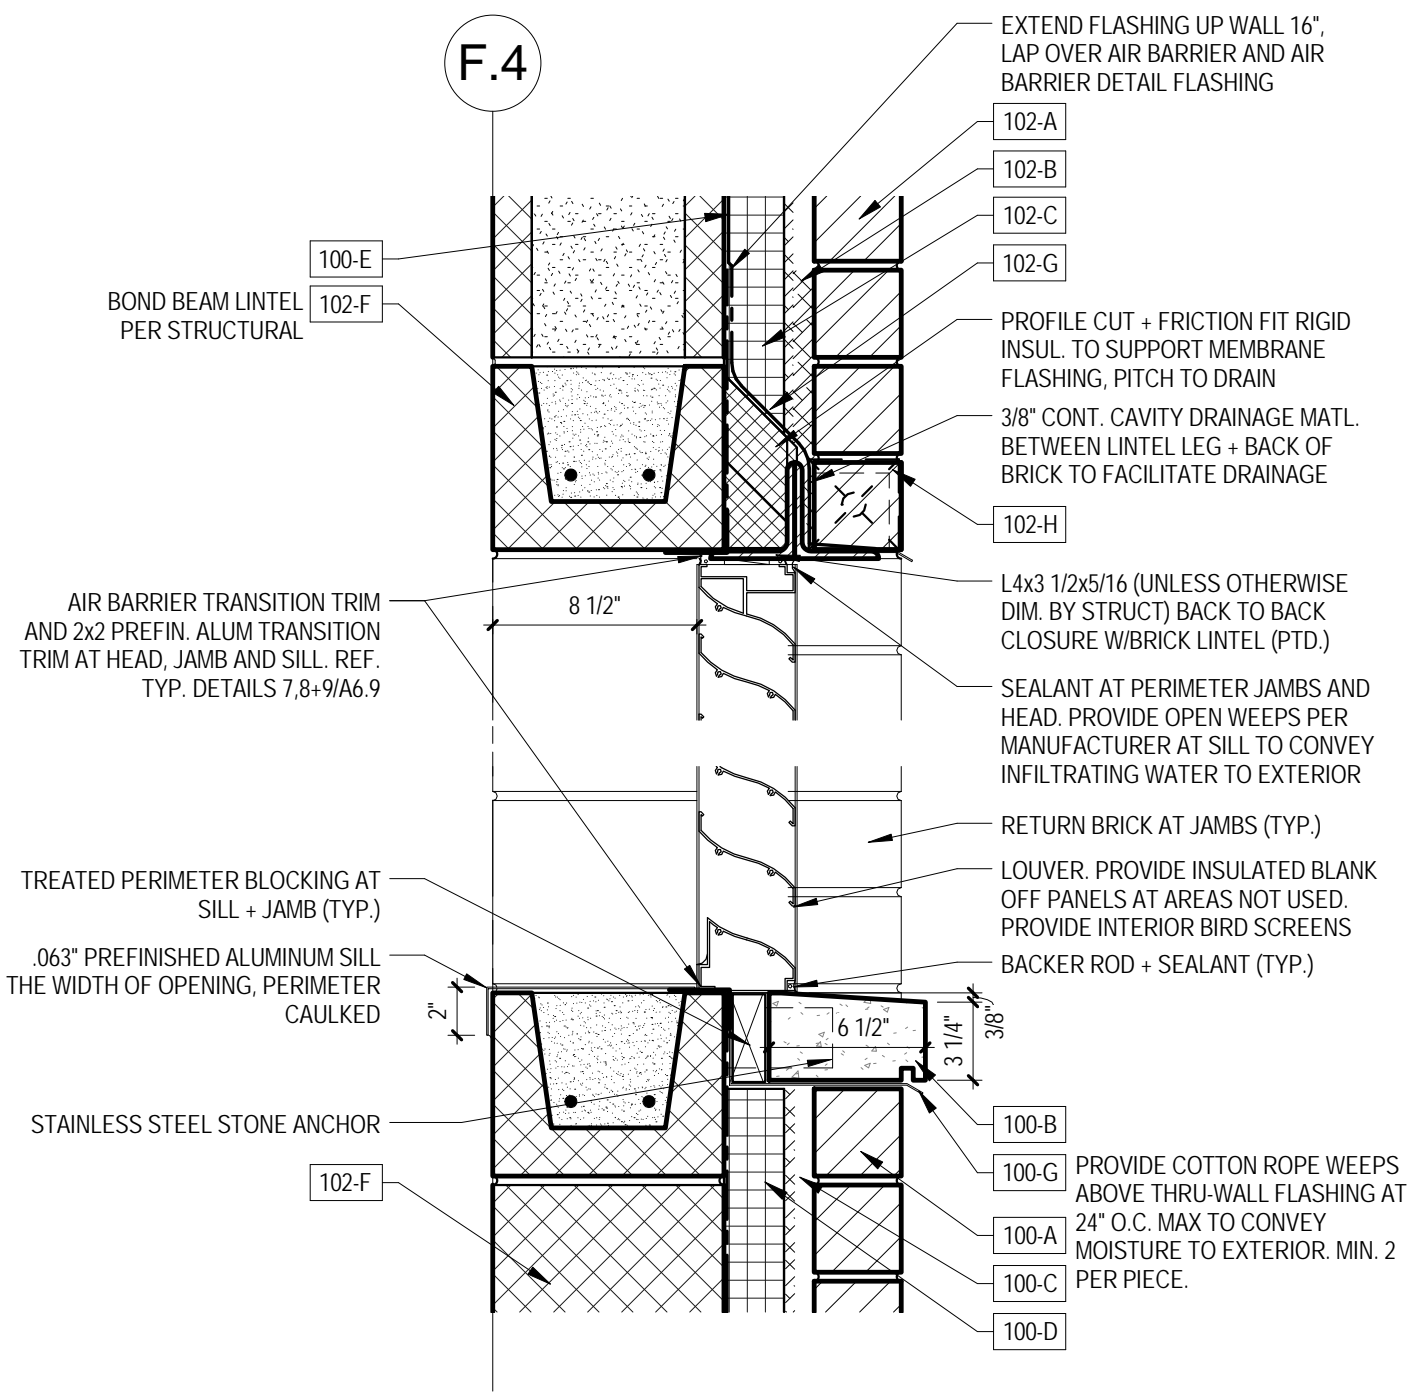 F.4
EXTEND FLASHING UP WALL 16",
LAP OVER AIR BARRIER AND AIR
BARRIER DETAIL FLASHING
102-A
102-B
102-C
102-G
100-E
102-F
BOND BEAM LINTEL
PER STRUCTURAL
PROFILE CUT + FRICTION FIT RIGID
INSUL. TO SUPPORT MEMBRANE
FLASHING, PITCH TO DRAIN
3/8" CONT. CAVITY DRAINAGE MATL.
BETWEEN LINTEL LEG + BACK OF
BRICK TO FACILITATE DRAINAGE
102-H
L4x3 1/2x5/16 (UNLESS OTHERWISE
DIM. BY STRUCT) BACK TO BACK
CLOSURE W/BRICK LINTEL (PTD.)
8 1/2"
AIR BARRIER TRANSITION TRIM
AND 2x2 PREFIN. ALUM TRANSITION
TRIM AT HEAD, JAMB AND SILL. REF.
TYP. DETAILS 7,8+9/A6.9
SEALANT AT PERIMETER JAMBS AND
HEAD. PROVIDE OPEN WEEPS PER
MANUFACTURER AT SILL TO CONVEY
INFILTRATING WATER TO EXTERIOR
RETURN BRICK AT JAMBS (TYP.)
LOUVER. PROVIDE INSULATED BLANK
OFF PANELS AT AREAS NOT USED.
PROVIDE INTERIOR BIRD SCREENS
BACKER ROD + SEALANT (TYP.)
TREATED PERIMETER BLOCKING AT
SILL + JAMB (TYP.)
.063" PREFINISHED ALUMINUM SILL
THE WIDTH OF OPENING, PERIMETER
CAULKED
2"
6 1/2"
3 1/4"
3/8"
STAINLESS STEEL STONE ANCHOR
102-F
100-B
100-G
100-A
100-C
100-D
PROVIDE COTTON ROPE WEEPS
ABOVE THRU-WALL FLASHING AT
24" O.C. MAX TO CONVEY
MOISTURE TO EXTERIOR. MIN. 2
PER PIECE.